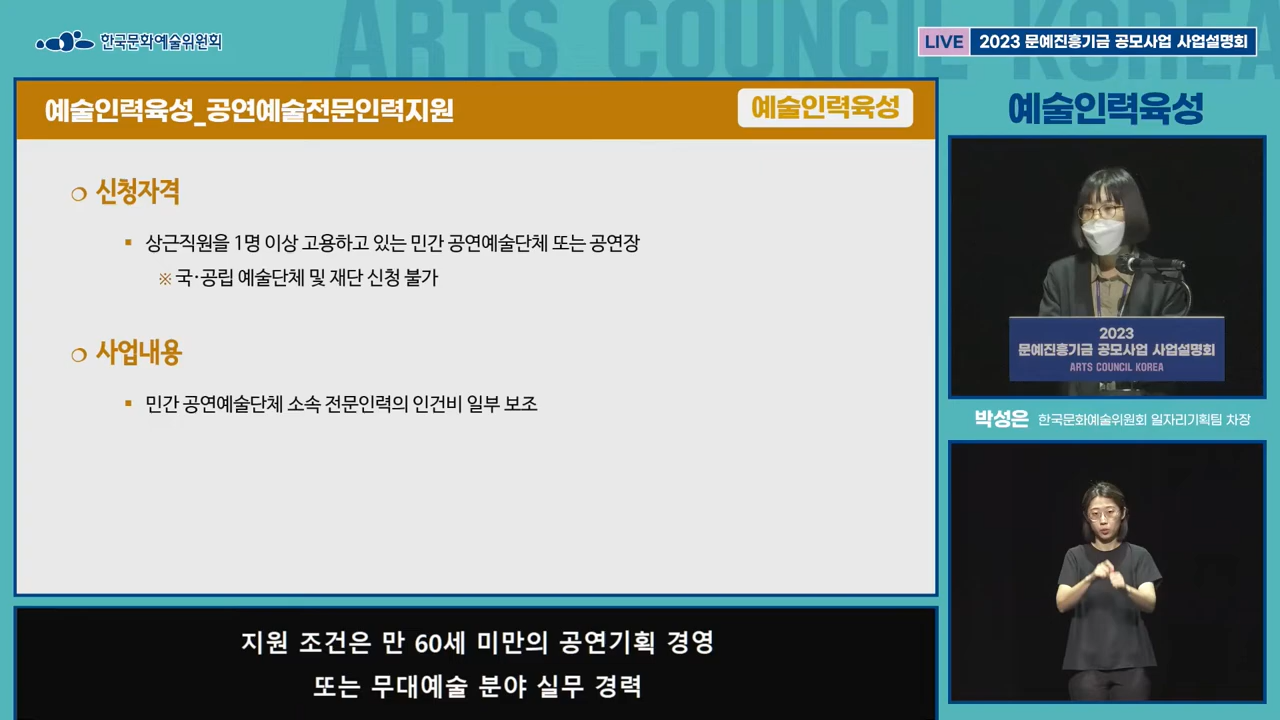 ARTS COUNCIL KOREA
한국문화예술위원회
LIVE 2023 문예진흥기금 공모사업 사업설명회
예술인력육성_공연예술전문인력지원
예술인력육성
예술인력육성
❍ 신청자격
▪ 상근직원을 1명 이상 고용하고 있는 민간 공연예술단체 또는 공연장
※ 국·공립 예술단체 및 재단 신청 불가
❍ 사업내용
▪ 민간 공연예술단체 소속 전문인력의 인건비 일부 보조
2023
문예진흥기금 공모사업 사업설명회
ARTS COUNCIL KOREA
박성은 한국문화예술위원회 일자리기획팀 차장
지원 조건은 만 60세 미만의 공연기획 경영
또는 무대예술 분야 실무 경력